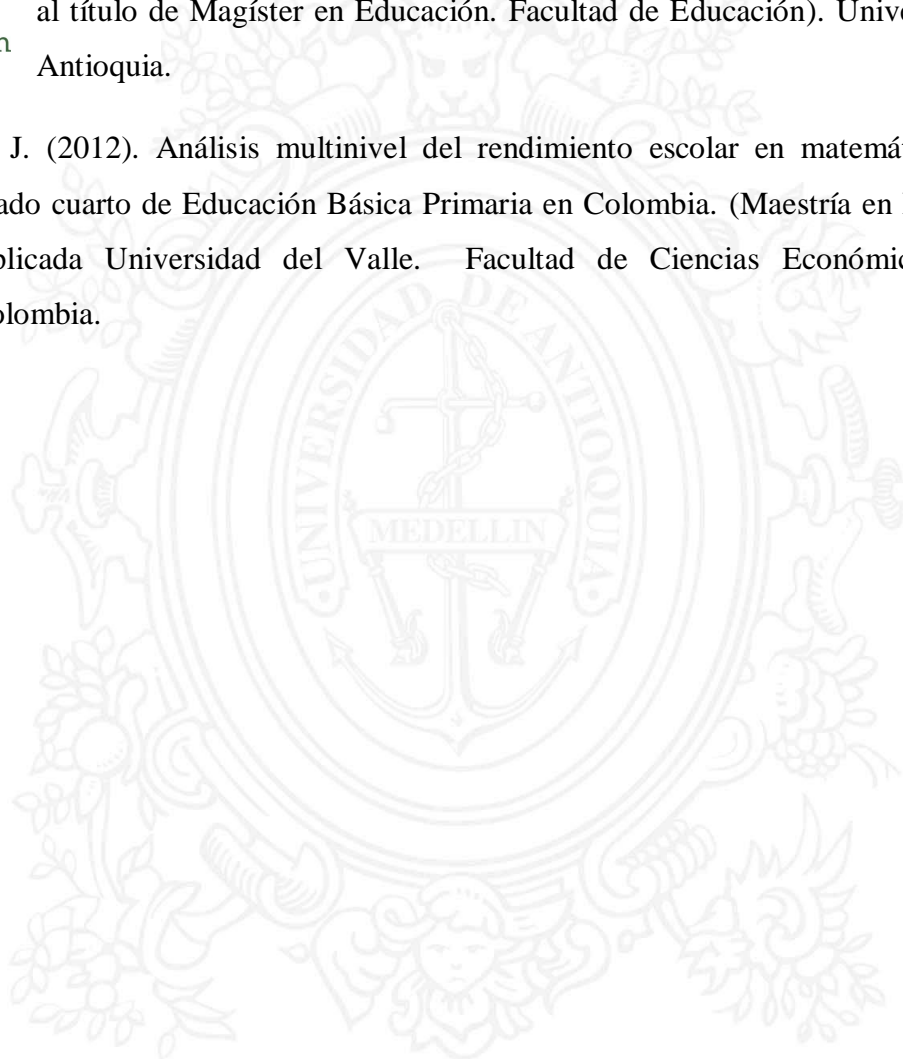 al título de Magíster en Educación. Facultad de Educación). Unive
n
Antioquia.
J. (2012). Análisis multinivel del rendimiento escolar en matemá
ado cuarto de Educación Básica Primaria en Colombia. (Maestría en
plicada Universidad del Valle. Facultad de Ciencias Económic
olombia.
UNIVERSIDAD DE ANTIOQUIA
MEDELLIN